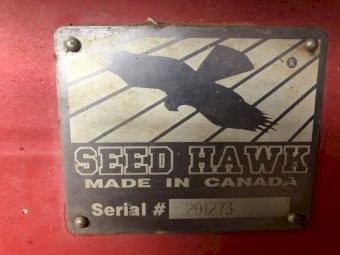 ®
SEED HAWK
MADE IN CANADA
Serial # 291273